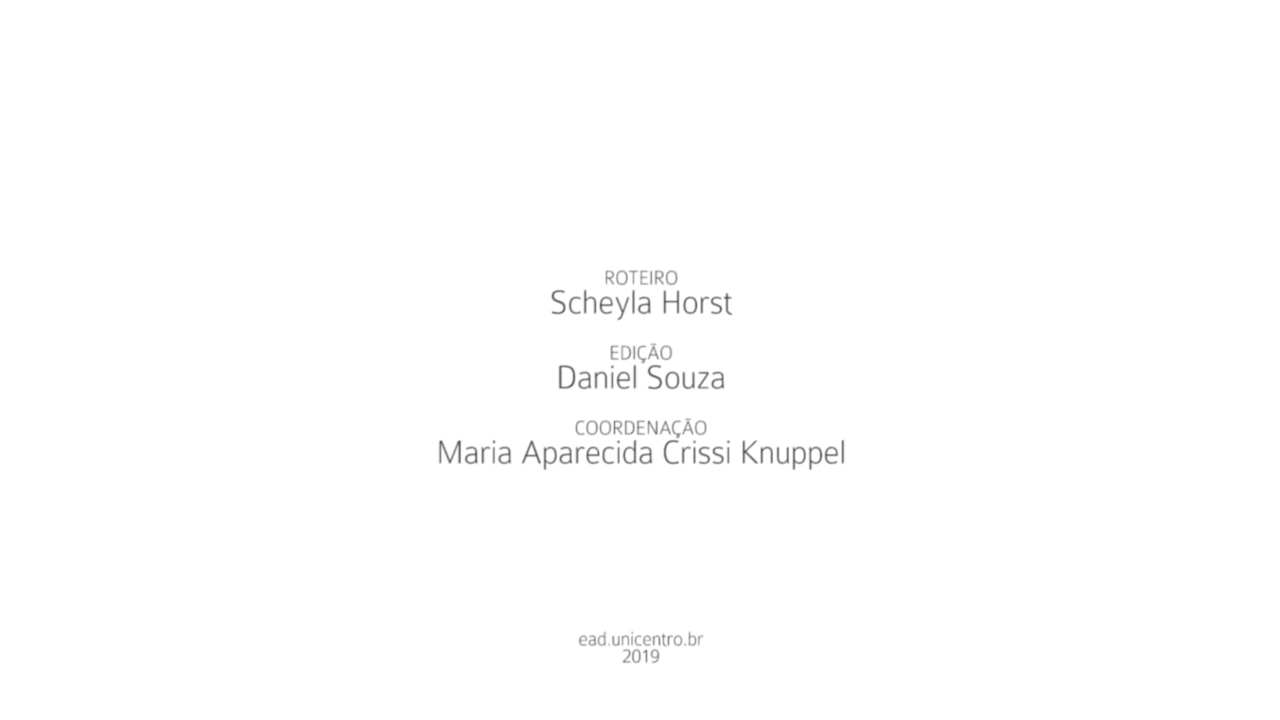 ROTEIRO
Scheyla Horst
EDIÇÃO
Daniel Souza
COORDENAÇÃO
Maria Aparecida Crissi Knuppel
ead.unicentro.br
2019